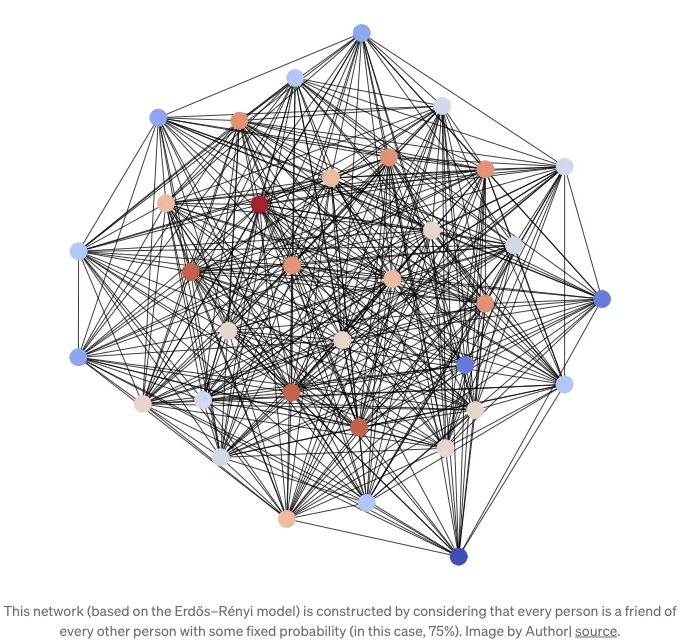 This network (based on the Erdős–Rényi model) is constructed by considering that every person is a friend of
every other person with some fixed probability (in this case, 75%). Image by Author| source.